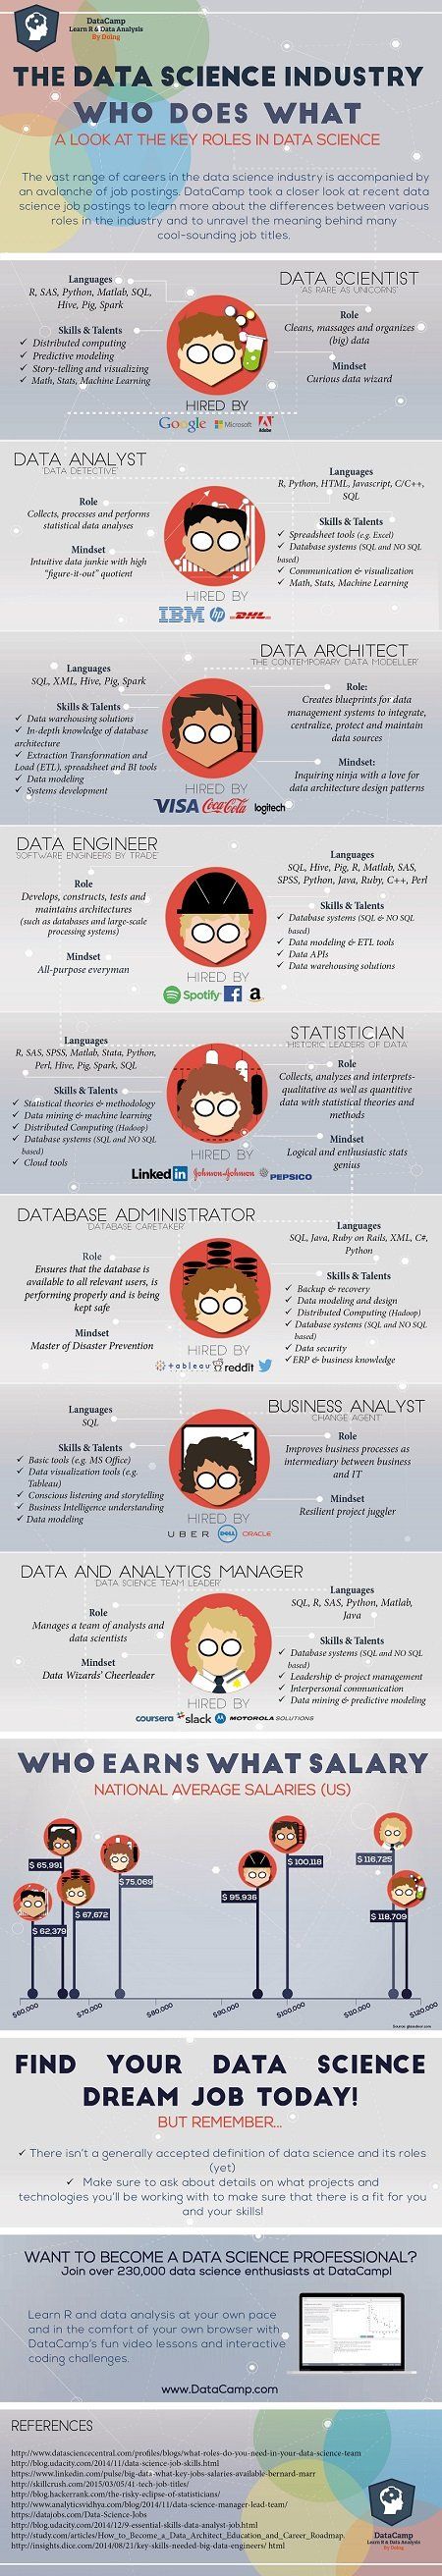 DataCamp
Learn R & Data Analysis
By Doing
THE DATA SCIENCE INDUSTRY
WHO DOES WHAT
A LOOK AT THE KEY ROLES IN DATA SCIENCE
The vast range of careers in the data science industry is accompanied by
an avalanche of job postings. DataCamp took a closer look at recent data
science job postings to learn more about the differences between various
roles in the industry and to unravel the meaning behind many
cool-sounding job titles.
DATA SCIENTIST
'AS RARE AS UNICORNS'
Languages
R, SAS, Python, Matlab, SQL,
Hive, Pig, Spark
Skills & Talents
✓ Distributed computing
✓ Predictive modeling
✓ Story-telling and visualizing
✓ Math, Stats, Machine Learning
Role
Cleans, massages and organizes
(big) data
Mindset
Curious data wizard
HIRED BY
Google Microsoft Adobe
DATA ANALYST
'DATA DETECTIVE'
Role
Collects, processes and performs
statistical data analyses
Mindset
Intuitive data junkie with high
"figure-it-out" quotient
Languages
R, Python, HTML, Javascript, C/C++,
SQL
Skills & Talents
✓ Spreadsheet tools (e.g. Excel)
✓ Database systems (SQL and NO SQL
based)
✓ Communication & visualization
✓ Math, Stats, Machine Learning
HIRED BY
IBM hp DHL
DATA ARCHITECT
'THE CONTEMPORARY DATA MODELLER'
Languages
SQL, XML, Hive, Pig, Spark
Skills & Talents
✓ Data warehousing solutions
✓ In-depth knowledge of database
architecture
✓ Extraction Transformation and
Load (ETL), spreadsheet and BI tools
✓ Data modeling
✓ Systems development
Role:
Creates blueprints for data
management systems to integrate,
centralize, protect and maintain
data sources
Mindset:
Inquiring ninja with a love for
data architecture design patterns
HIRED BY
VISA Coca-Cola logitech
DATA ENGINEER
'SOFTWARE ENGINEERS BY TRADE'
Role
Develops, constructs, tests and
maintains architectures
(such as databases and large-scale
processing systems)
Mindset
All-purpose everyman
Languages
SQL, Hive, Pig, R, Matlab, SAS,
SPSS, Python, Java, Ruby, C++, Perl
Skills & Talents
✓ Database systems (SQL & NO SQL
based)
✓ Data modeling & ETL tools
✓ Data APIs
✓ Data warehousing solutions
HIRED BY
Spotify f a
STATISTICIAN
'HISTORIC LEADERS OF DATA'
Languages
R, SAS, SPSS, Matlab, Stata, Python,
Perl, Hive, Pig, Spark, SQL
Skills & Talents
✓ Statistical theories & methodology
✓ Data mining & machine learning
✓ Distributed Computing (Hadoop)
✓ Database systems (SQL and NO SQL
based)
✓ Cloud tools
Role
Collects, analyzes and interprets-
qualitative as well as quantitive
data with statistical theories and
methods
Mindset
Logical and enthusiastic stats
genius
HIRED BY
Linked in Johnson-Johnson PEPSICO
DATABASE ADMINISTRATOR
'DATABASE CARETAKER'
Role
Ensures that the database is
available to all relevant users, is
performing properly and is being
kept safe
Mindset
Master of Disaster Prevention
Languages
SQL, Java, Ruby on Rails, XML, C#,
Python
Skills & Talents
✓ Backup & recovery
✓ Data modeling and design
✓ Distributed Computing (Hadoop)
✓ Database systems (SQL and NO SQL
based)
✓ Data security
✓ ERP & business knowledge
HIRED BY
tableau reddit
BUSINESS ANALYST
'CHANGE AGENT'
Languages
SQL
Skills & Talents
✓ Basic tools (e.g. MS Office)
✓ Data visualization tools (e.g.
Tableau)
✓ Conscious listening and storytelling
✓ Business Intelligence understanding
✓ Data modeling
Role
Improves business processes as
intermediary between business
and IT
Mindset
Resilient project juggler
HIRED BY
UBER DELL ORACLE
DATA AND ANALYTICS MANAGER
'DATA SCIENCE TEAM LEADER'
Role
Manages a team of analysts and
data scientists
Mindset
Data Wizards' Cheerleader
Languages
SQL, R, SAS, Python, Matlab,
Java
Skills & Talents
✓ Database systems (SQL and NO SQL
based)
✓ Leadership & project management
✓ Interpersonal communication
✓ Data mining & predictive modeling
HIRED BY
coursera slack MOTOROLA SOLUTIONS
WHO EARNS WHAT SALARY
NATIONAL AVERAGE SALARIES (US)
$ 65,991
$ 62,379
$ 67,672
$ 75,069
$ 95,936
$ 100,118
$ 116,725
$ 118,709
$60,000 $70,000 $80,000 $90,000 $100,000 $110,000 $120,000
Source: glassdoor.com
FIND YOUR DATA SCIENCE
DREAM JOB TODAY!
BUT REMEMBER...
✓ There isn't a generally accepted definition of data science and its roles
(yet)
✓ Make sure to ask about details on what projects and
technologies you'll be working with to make sure that there is a fit for you
and your skills!
WANT TO BECOME A DATA SCIENCE PROFESSIONAL?
Join over 230,000 data science enthusiasts at DataCamp!
Learn R and data analysis at your own pace
and in the comfort of your own browser with
DataCamp's fun video lessons and interactive
coding challenges.
www.DataCamp.com
REFERENCES
http://www.datasciencecentral.com/profiles/blogs/what-roles-do-you-need-in-your-data-science-team
http://blog.udacity.com/2014/11/data-science-job-skills.html
https://www.linkedin.com/pulse/big-data-what-key-jobs-salaries-available-bernard-marr
http://skillcrush.com/2015/03/05/41-tech-job-titles/
http://blog.hackerrank.com/the-risky-eclipse-of-statisticians/
http://www.analyticsvidhya.com/blog/2014/11/data-science-manager-lead-team/
http://datajobs.com/Data-Science-Jobs
http://blog.udacity.com/2014/12/9-essential-skills-data-analyst-job.html
http://study.com/articles/How_to_Become_a_Data_Architect_Education_and_Career_Roadmap.
http://insights.dice.com/2014/08/21/key-skills-needed-big-data-engineers/ html
DataCamp
Learn R & Data Analysis
By Doing